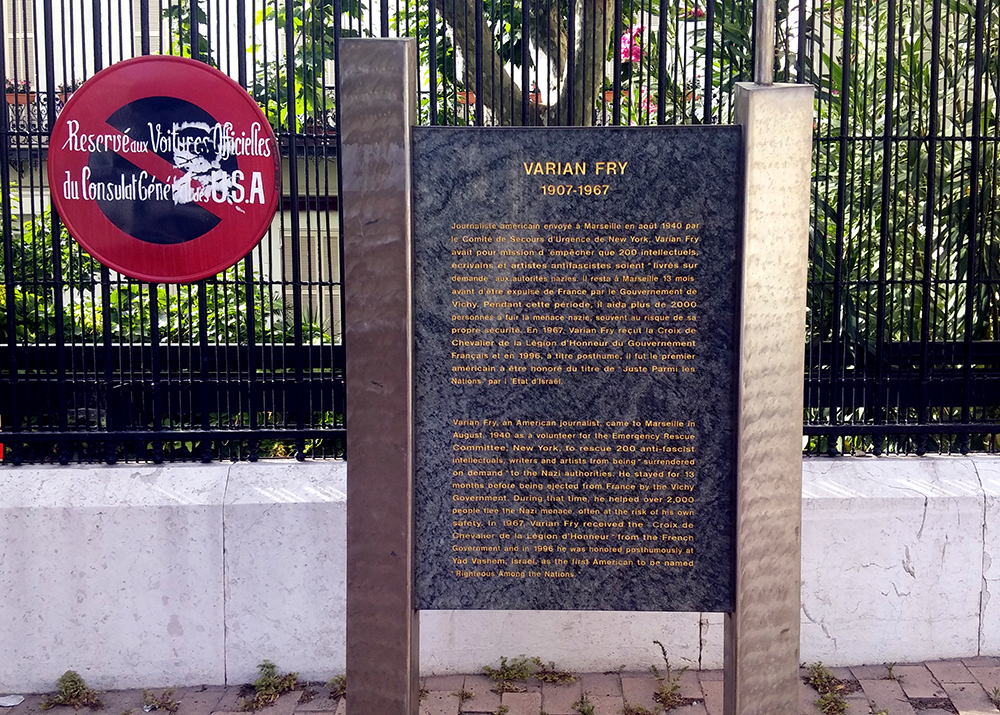 Reservé aux Voitures Officielles
du Consulat Général des U.S.A
VARIAN FRY
1907-1967
Journaliste américain envoyé à Marseille en août 1940 par
le Comité de Secours d'Urgence de New York, Varian Fry
avait pour mission d'empêcher que 200 intellectuels,
écrivains et artistes antifascistes soient "livrés sur
demande" aux autorités nazies. Il resta à Marseille 13 mois
avant d'être expulsé de France par le Gouvernement de
Vichy. Pendant cette période, il aida plus de 2000
personnes à fuir la menace nazie, souvent au risque de sa
propre sécurité. En 1967, Varian Fry reçut la Croix de
Chevalier de la Légion d'Honneur du Gouvernement
Français et en 1996, à titre posthume, il fut le premier
américain à être honoré du titre de "Juste Parmi les
Nations" par l'Etat d'Israël.
Varian Fry, an American journalist, came to Marseille in
August, 1940 as a volunteer for the Emergency Rescue
Committee, New York, to rescue 200 anti-fascist
intellectuals, writers and artists from being "surrendered
on demand" to the Nazi authorities. He stayed for 13
months before being ejected from France by the Vichy
Government. During that time, he helped over 2,000
people flee the Nazi menace, often at the risk of his own
safety. In 1967, Varian Fry received the "Croix de
Chevalier de la Légion d'Honneur" from the French
Government and in 1996 he was honored posthumously at
Yad Vashem, Israel, as the first American to be named
"Righteous Among the Nations."